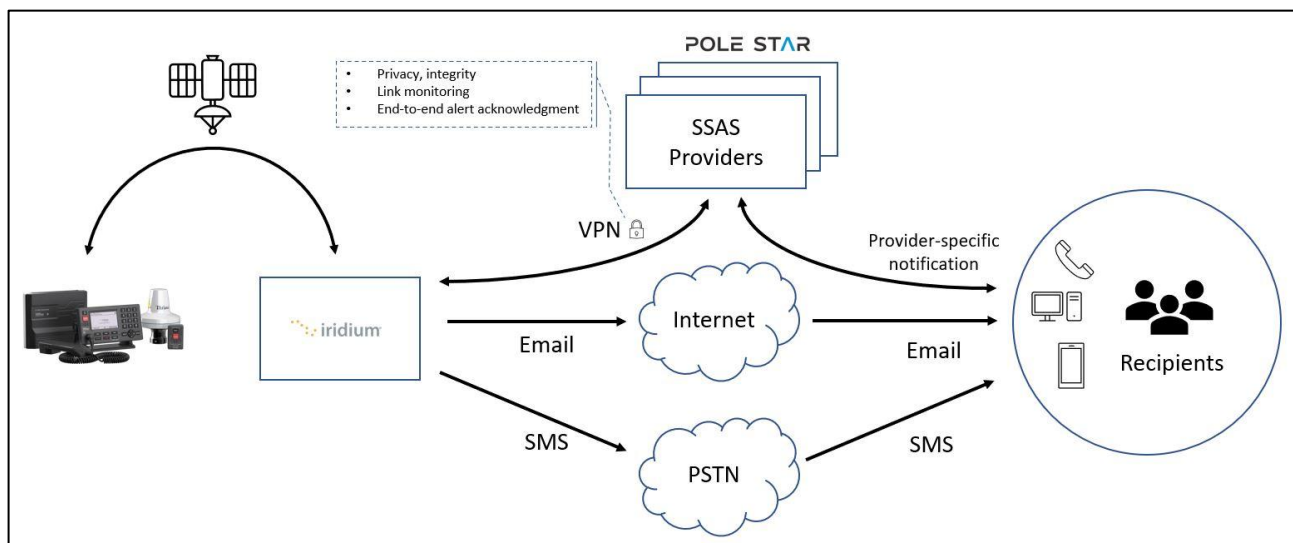 POLE STAR
• Privacy, integrity
• Link monitoring
• End-to-end alert acknowledgment
SSAS
Providers
VPN
Provider-specific
notification
iridium
Internet
Email
Email
Recipients
SMS
SMS
PSTN